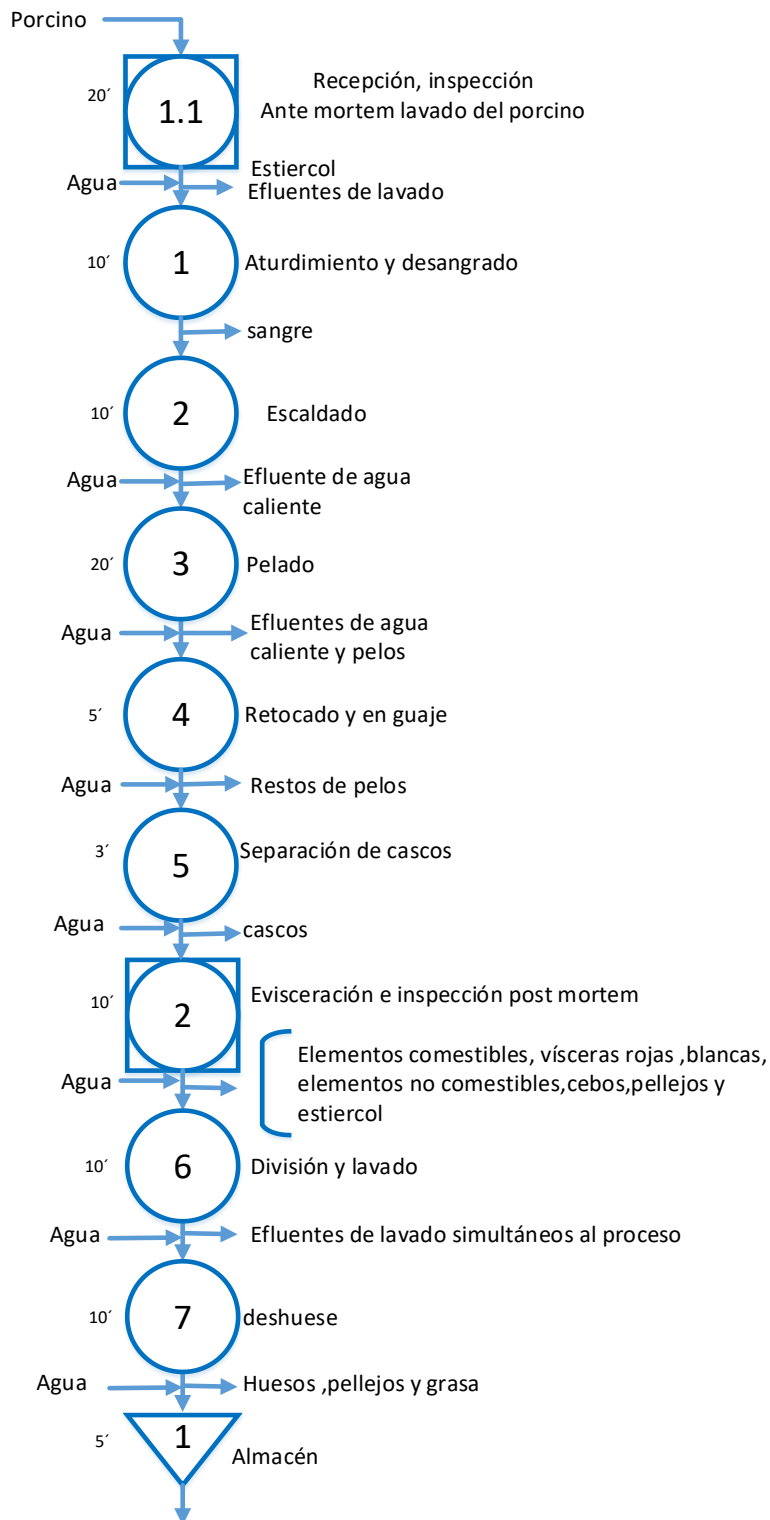 Porcino
20´
1.1
Recepción, inspección
Ante mortem lavado del porcino
Agua
Estiercol
Efluentes de lavado
10´
1
Aturdimiento y desangrado
sangre
10´
2
Escaldado
Agua
Efluente de agua
caliente
20´
3
Pelado
Agua
Efluentes de agua
caliente y pelos
5´
4
Retocado y en guaje
Agua
Restos de pelos
3´
5
Separación de cascos
Agua
cascos
10´
2
Evisceración e inspección post mortem
Agua
Elementos comestibles, vísceras rojas ,blancas,
elementos no comestibles,cebos,pellejos y
estiercol
10´
6
División y lavado
Agua
Efluentes de lavado simultáneos al proceso
10´
7
deshuese
Agua
Huesos ,pellejos y grasa
5´
1
Almacén